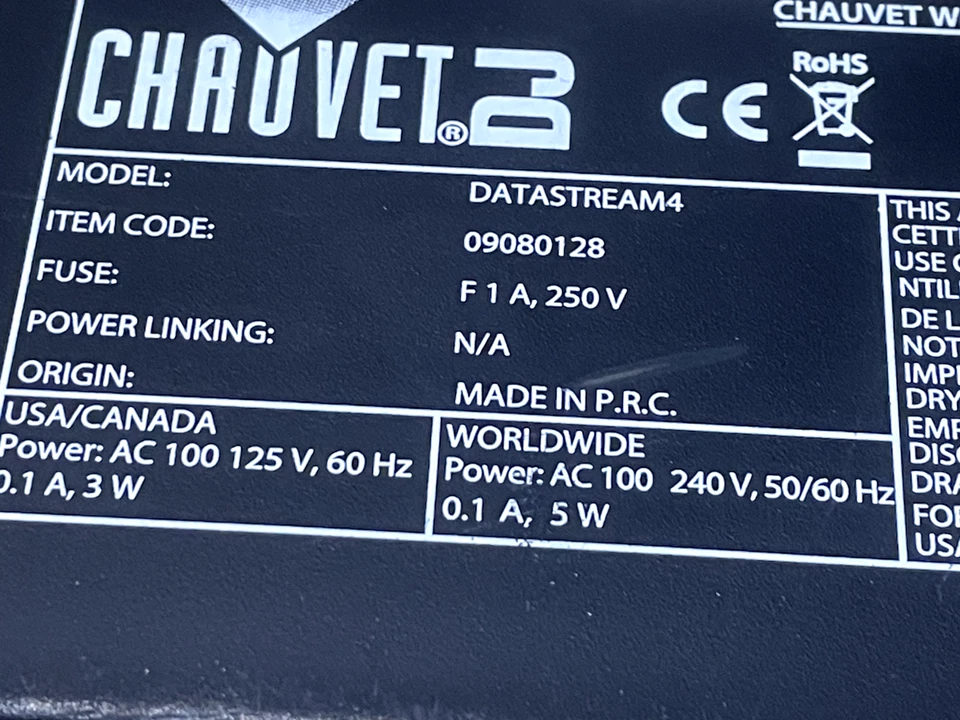 CHAUVET W
CHAUVET® DJ
CE
RoHS
MODEL: DATASTREAM4
ITEM CODE: 09080128
FUSE: F 1 A, 250 V
POWER LINKING: N/A
ORIGIN: MADE IN P.R.C.
USA/CANADA
Power: AC 100 125 V, 60 Hz
0.1 A, 3 W
WORLDWIDE
Power: AC 100 240 V, 50/60 Hz
0.1 A, 5 W
THIS
CETT
USE
NTIL
DE L
NOT
IMP
DRY
EMP
DISC
DRA
FOR
USA